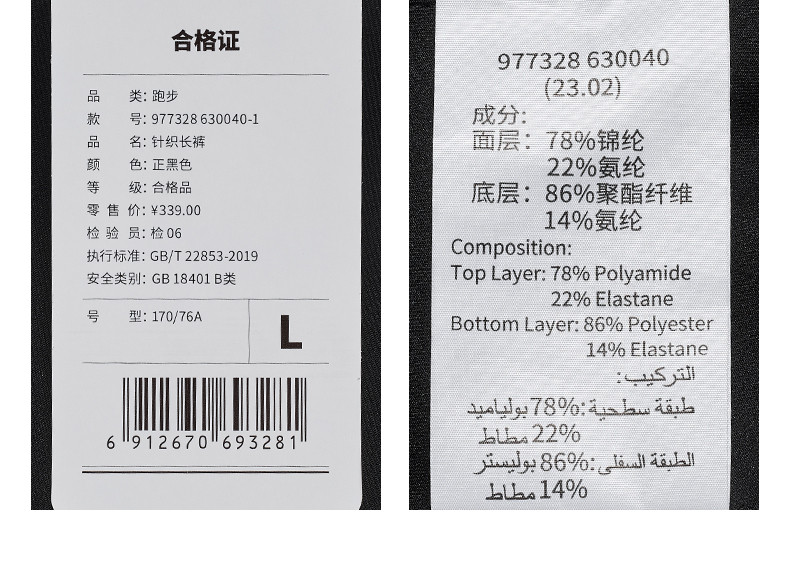 合格证
品 类: 跑步
款 号: 977328 630040-1
品 名: 针织长裤
颜 色: 正黑色
等 级: 合格品
零 售 价: ¥339.00
检 验 员: 检 06
执行标准: GB/T 22853-2019
安全类别: GB 18401 B类
号 型: 170/76A
L
6 912670 693281
977328 630040
(23.02)
成分:
面层: 78%锦纶
22%氨纶
底层: 86%聚酯纤维
14%氨纶
Composition:
Top Layer: 78% Polyamide
22% Elastane
Bottom Layer: 86% Polyester
14% Elastane
التركيب:
طبقة سطحية: 78% بولياميد
22% مطاط
الطبقة السفلى: 86% بوليستر
14% مطاط